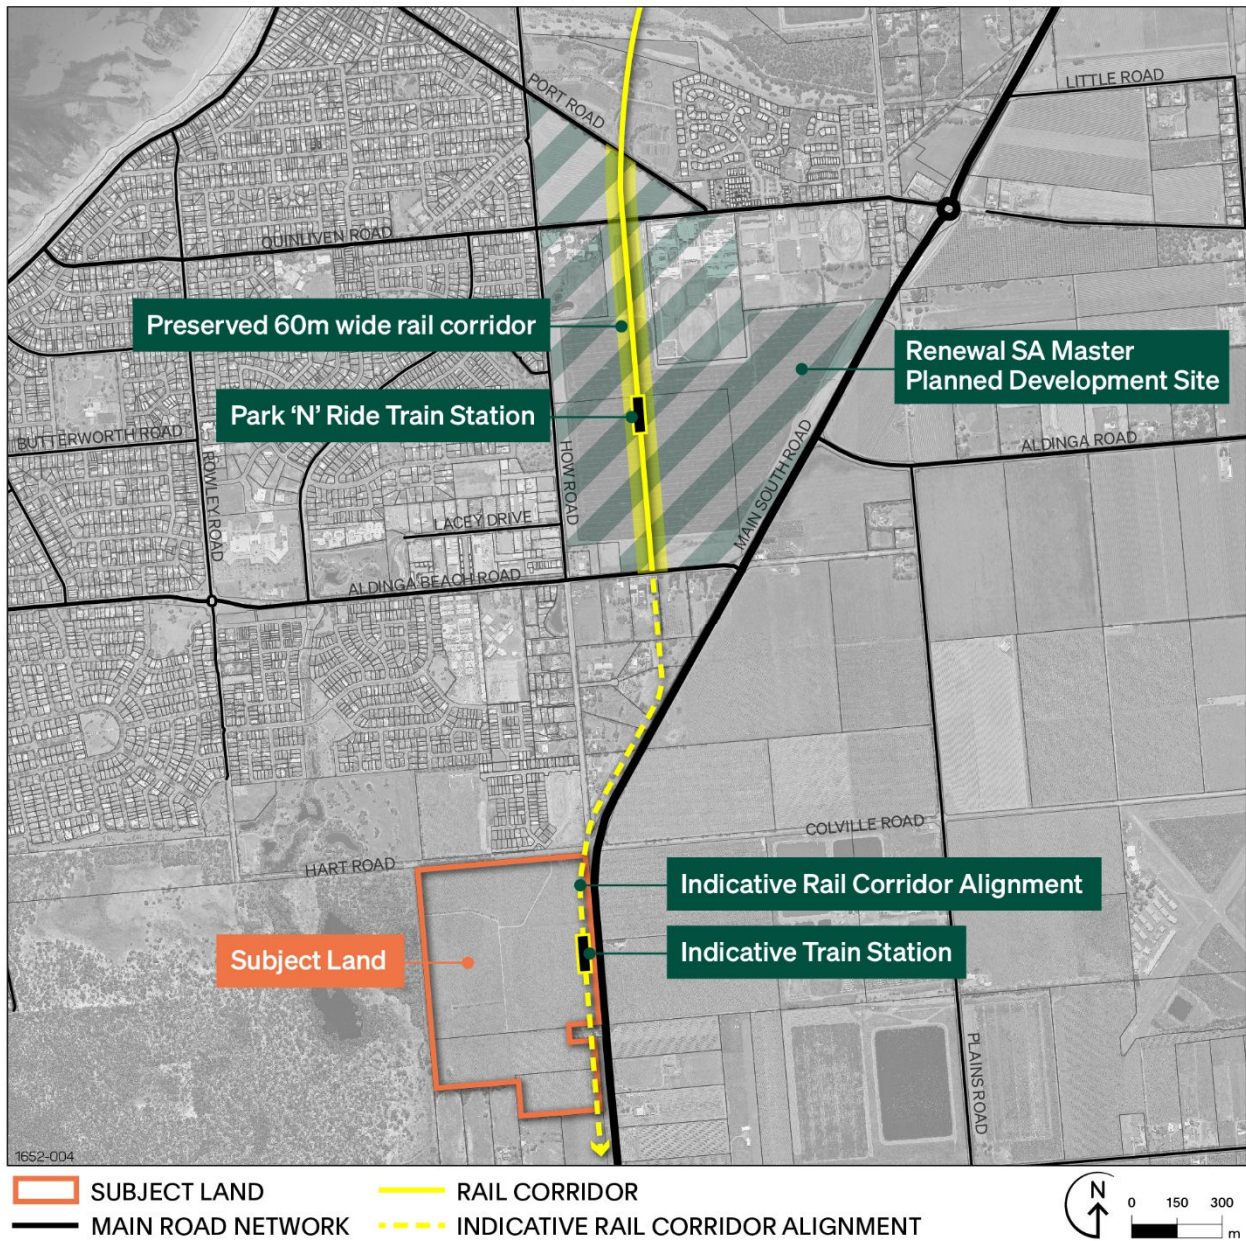 PORT ROAD
LITTLE ROAD
QUINLIVEN ROAD
Preserved 60m wide rail corridor
Renewal SA Master
Planned Development Site
Park ‘N’ Ride Train Station
BUTTERWORTH ROAD
ROWLEY ROAD
HOW ROAD
MAIN SOUTH ROAD
ALDINGA ROAD
LACEY DRIVE
ALDINGA BEACH ROAD
COLVILLE ROAD
HART ROAD
Indicative Rail Corridor Alignment
Subject Land
Indicative Train Station
PLAINS ROAD
1652-004
SUBJECT LAND
RAIL CORRIDOR
MAIN ROAD NETWORK
INDICATIVE RAIL CORRIDOR ALIGNMENT
N
0 150 300
m